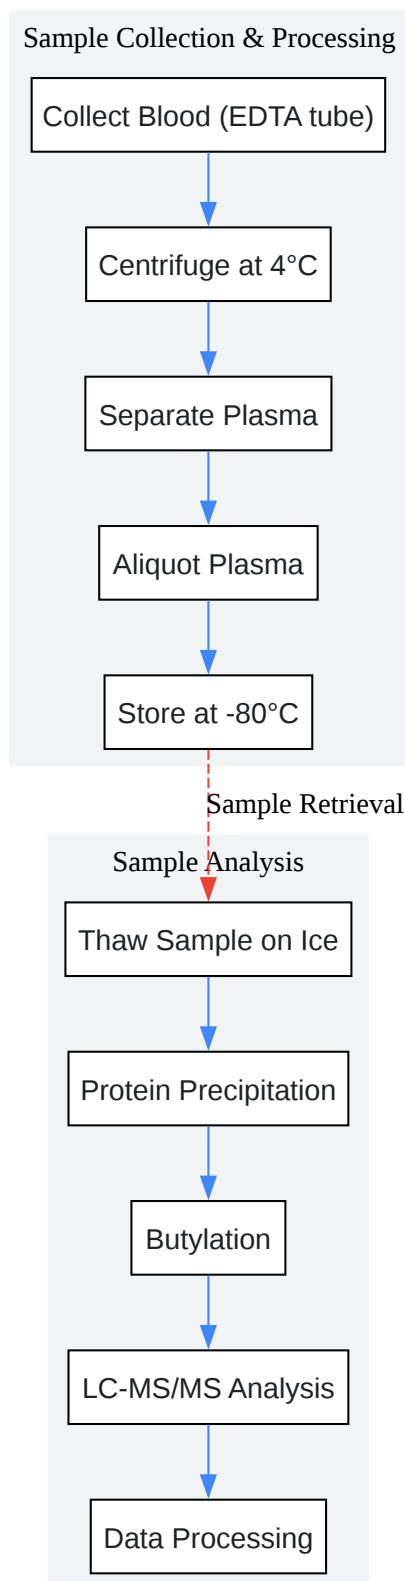 Sample Collection & Processing
Collect Blood (EDTA tube)
Centrifuge at 4°C
Separate Plasma
Aliquot Plasma
Store at -80°C
Sample Retrieval
Sample Analysis
Thaw Sample on Ice
Protein Precipitation
Butylation
LC-MS/MS Analysis
Data Processing